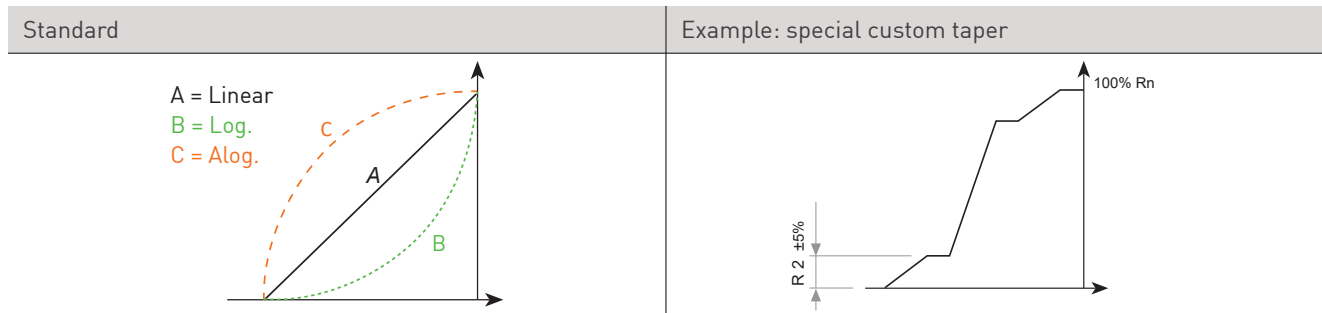 Standard
Example: special custom taper
A = Linear
B = Log.
C = Alog.
C
A
B
100% Rn
R 2 ±5%